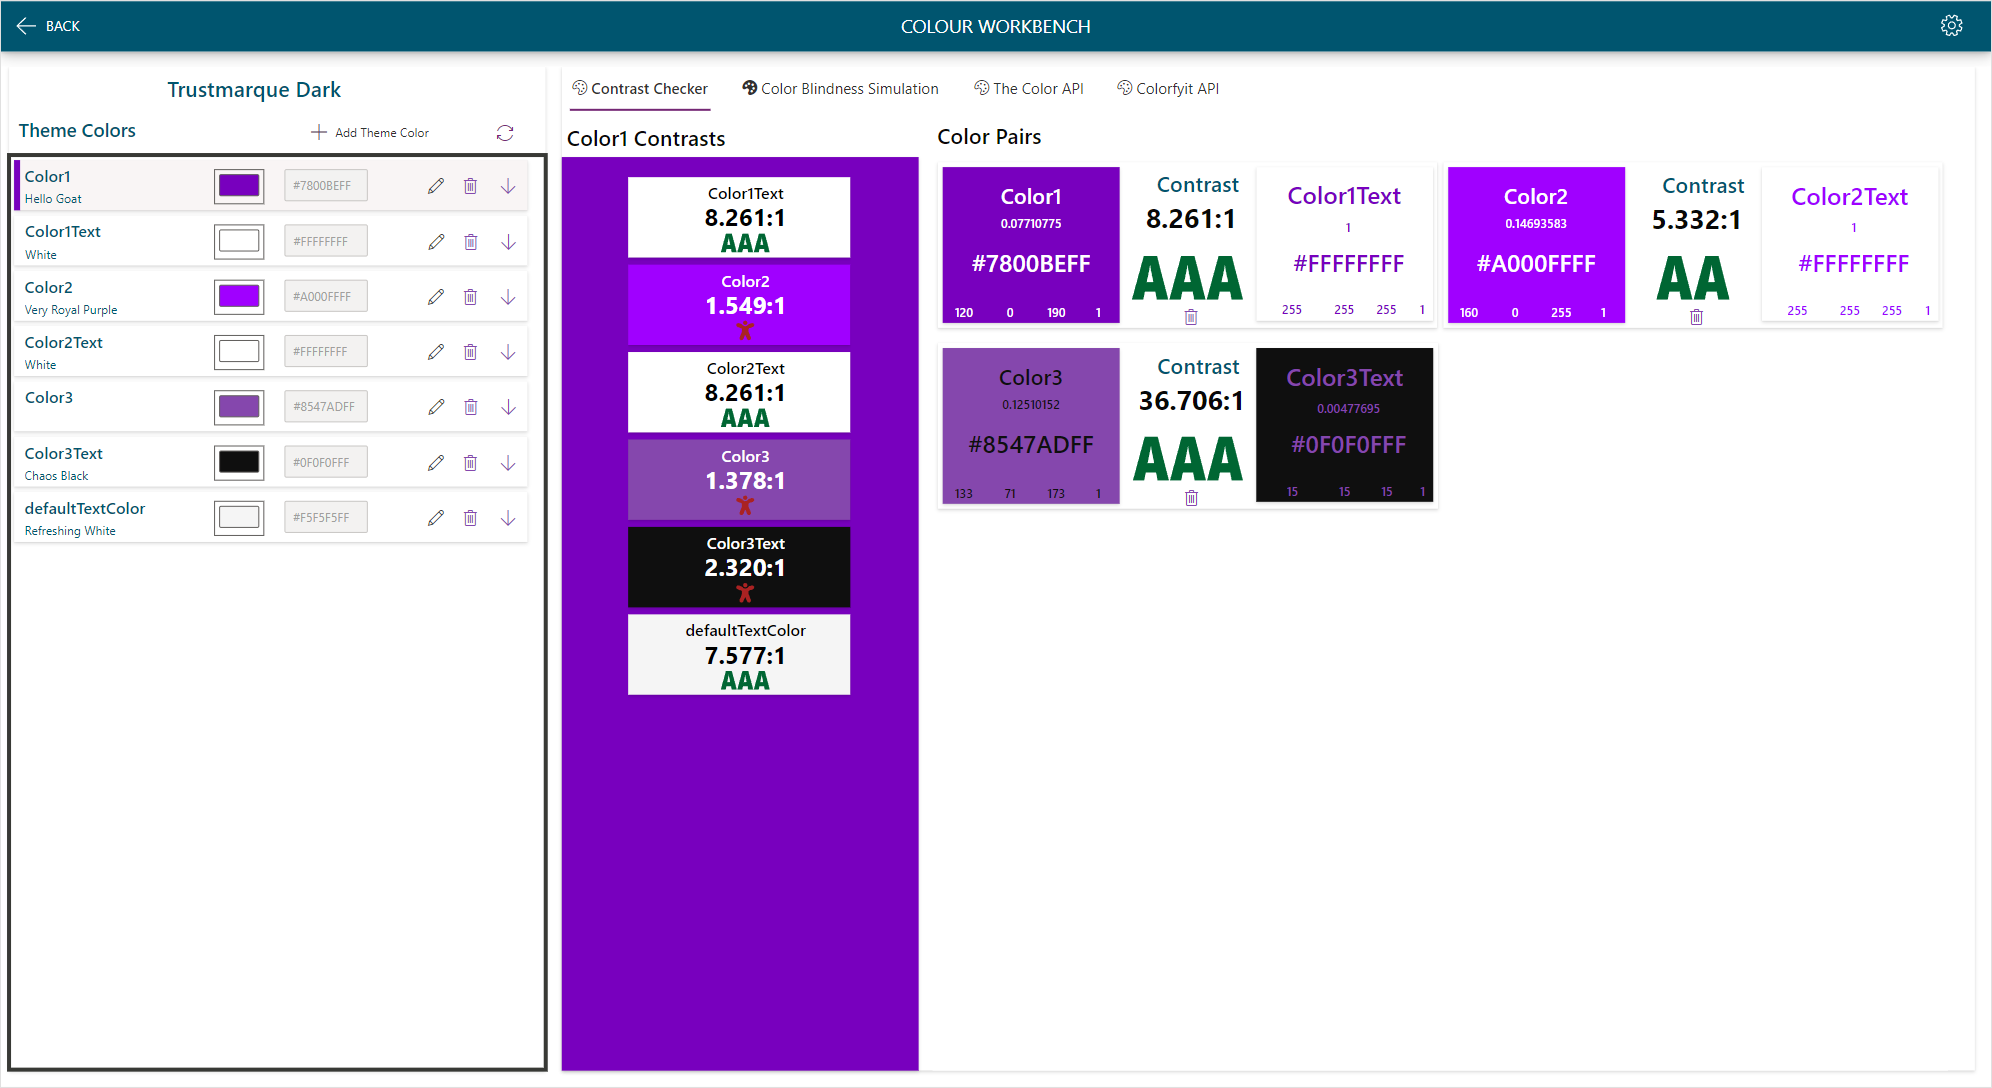 BACK
COLOUR WORKBENCH
Trustmarque Dark
Theme Colors
Add Theme Color
Color1
Hello Goat
#7800BEFF
Color1Text
White
#FFFFFFFF
Color2
Very Royal Purple
#A000FFFF
Color2Text
White
#FFFFFFFF
Color3
#8547ADFF
Color3Text
Chaos Black
#0F0F0FFF
defaultTextColor
Refreshing White
#F5F5F5FF
Contrast Checker
Color Blindness Simulation
The Color API
Colorfyit API
Color1 Contrasts
Color1Text
8.261:1
AAA
Color2
1.549:1
Color2Text
8.261:1
AAA
Color3
1.378:1
Color3Text
2.320:1
defaultTextColor
7.577:1
AAA
Color Pairs
Color1
0.07710775
#7800BEFF
120 0 190 1
Contrast
8.261:1
AAA
Color1Text
1
#FFFFFFFF
255 255 255 1
Color2
0.14693583
#A000FFFF
160 0 255 1
Contrast
5.332:1
AA
Color2Text
1
#FFFFFFFF
255 255 255 1
Color3
0.12510152
#8547ADFF
133 71 173 1
Contrast
36.706:1
AAA
Color3Text
0.00477695
#0F0F0FFF
15 15 15 1